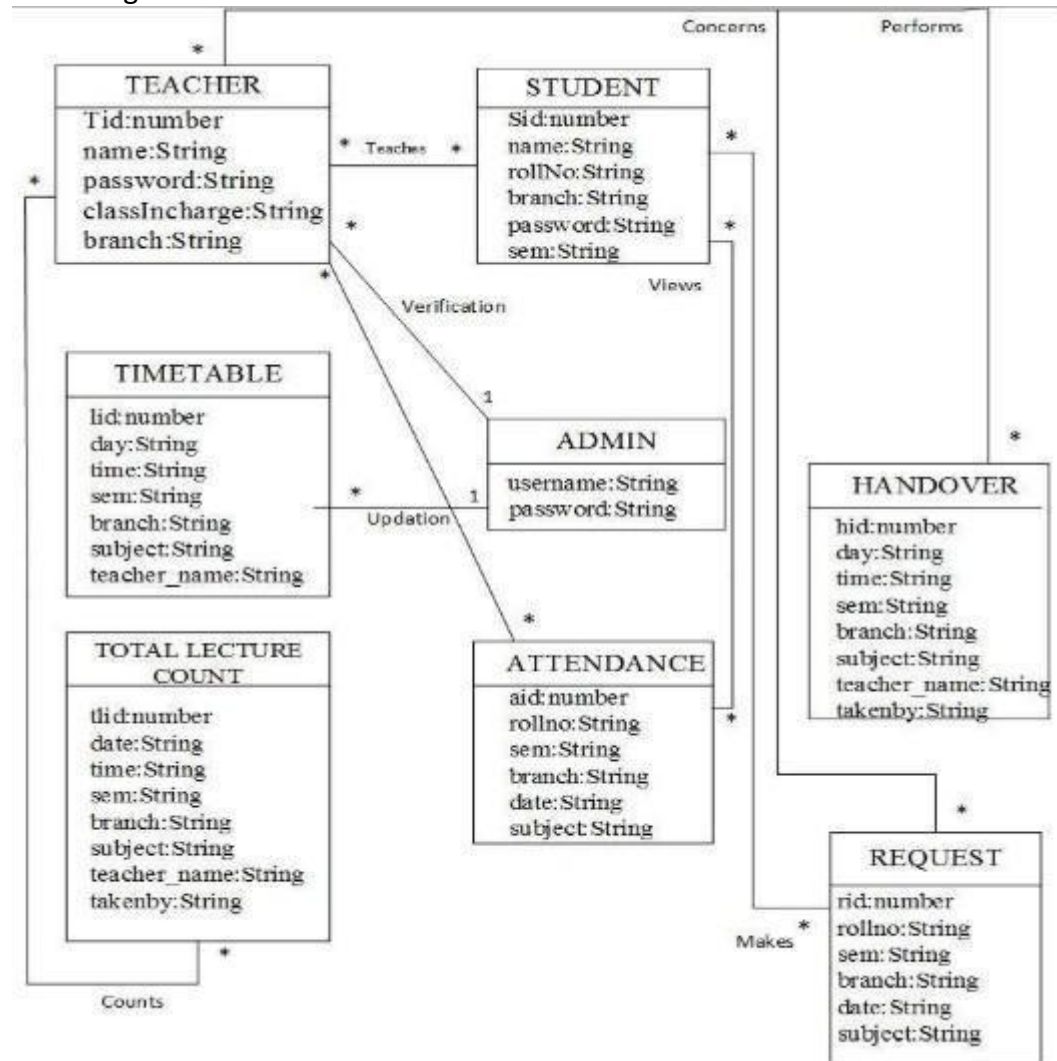 Concerns
Performs
*
TEACHER
Tid:number
name:String
password:String
classIncharge:String
branch:String
*
*
*
* Teaches *
STUDENT
Sid:number
name:String
rollNo:String
branch:String
password:String
sem:String
*
*
Views
Verification
1
TIMETABLE
lid:number
day:String
time:String
sem:String
branch:String
subject:String
teacher_name:String
* Updation 1
ADMIN
username:String
password:String
*
HANDOVER
hid:number
day:String
time:String
sem:String
branch:String
subject:String
teacher_name:String
takenby:String
TOTAL LECTURE
COUNT
tlid:number
date:String
time:String
sem:String
branch:String
subject:String
teacher_name:String
takenby:String
*
Counts
*
ATTENDANCE
aid:number
rollno:String
sem:String
branch:String
date:String
subject:String
*
*
REQUEST
rid:number
rollno:String
sem:String
branch:String
date:String
subject:String
Makes *